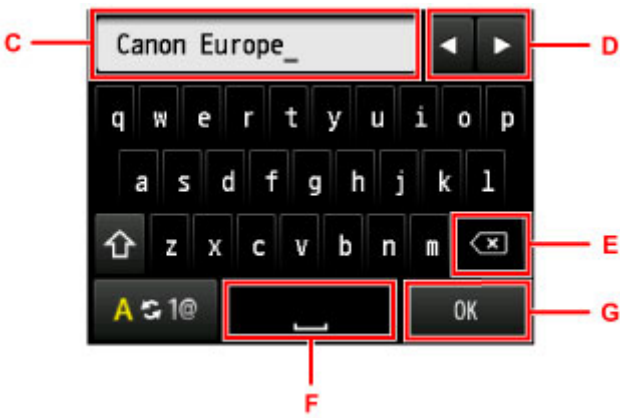 C Canon Europe_ D
q w e r t y u i o p
a s d f g h j k l
z x c v b n m E
A 1@ OK G
F